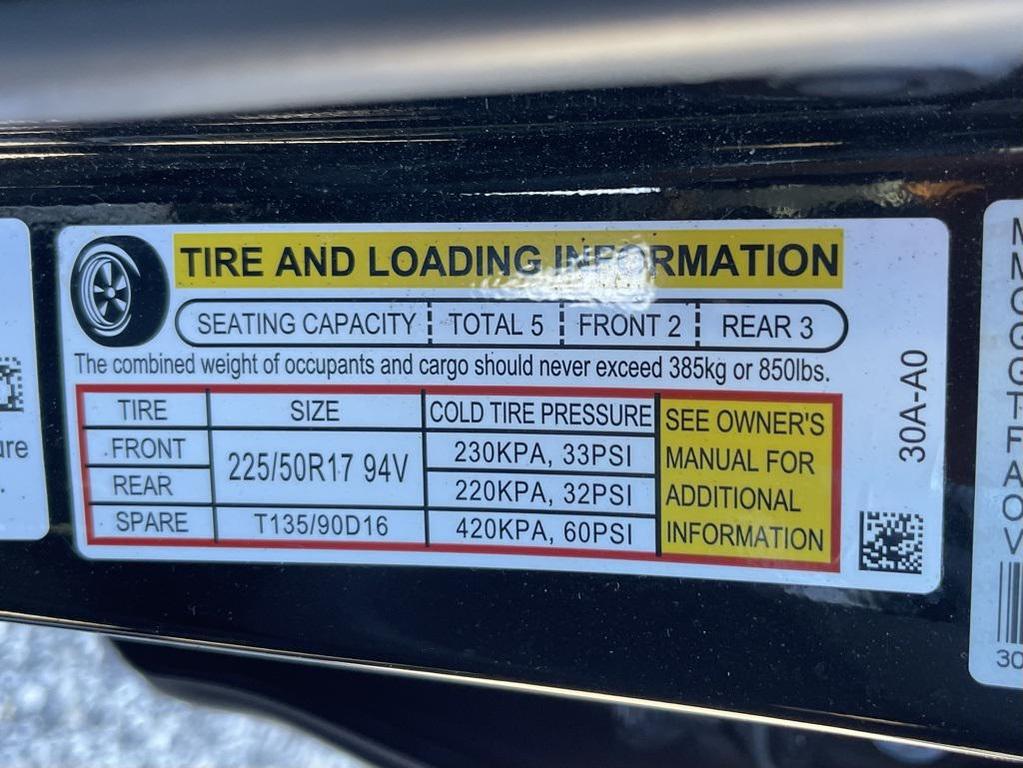 TIRE AND LOADING INFORMATION
SEATING CAPACITY TOTAL 5 FRONT 2 REAR 3
The combined weight of occupants and cargo should never exceed 385kg or 850lbs.
TIRE SIZE COLD TIRE PRESSURE
FRONT 225/50R17 94V 230KPA, 33PSI
REAR 220KPA, 32PSI
SPARE T135/90D16 420KPA, 60PSI
SEE OWNER'S
MANUAL FOR
ADDITIONAL
INFORMATION
30A-A0